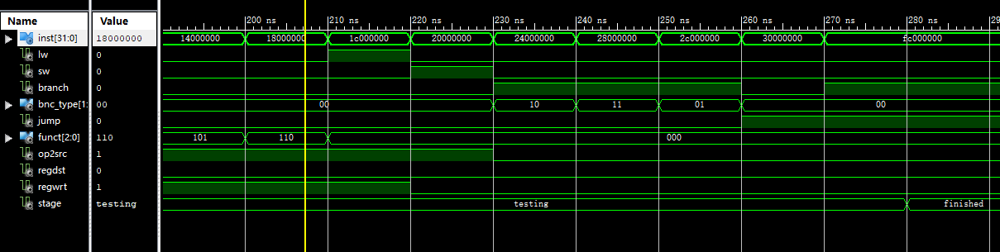 Name Value 200 ns 210 ns 220 ns 230 ns 240 ns 250 ns 260 ns 270 ns 280 ns 290 ns
inst[31:0] 18000000 14000000 18000000 1c000000 20000000 24000000 28000000 2c000000 30000000 fc000000
lw 0
sw 0
branch 0
bnc_type[1: 00 00 10 11 01 00
jump 0
funct[2:0] 110 101 110 000
op2src 1
regdst 0
regwrt 1
stage testing testing finished